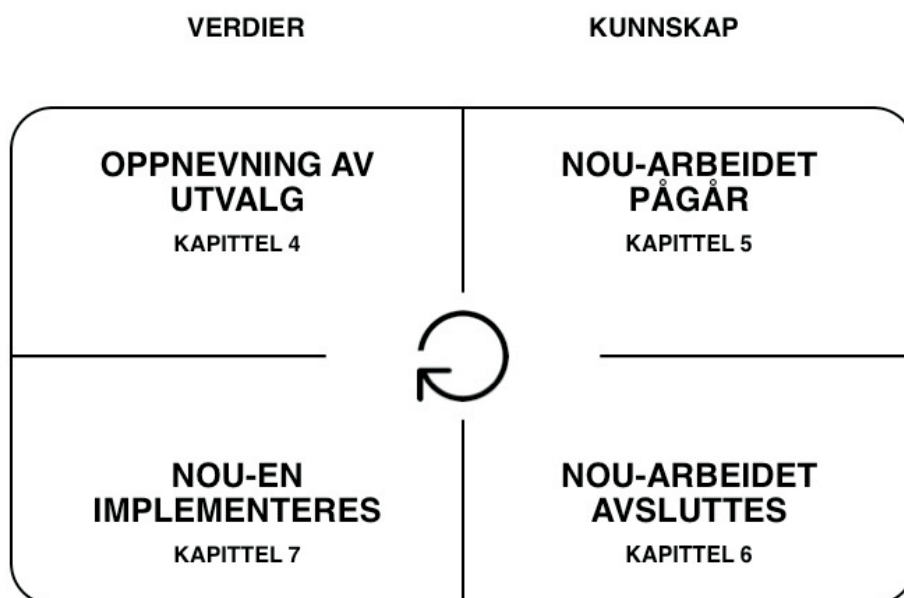 VERDIER
KUNNSKAP
OPPNEVNING AV
UTVALG
KAPITTEL 4
NOU-ARBEIDET
PÅGÅR
KAPITTEL 5
NOU-EN
IMPLEMENTERES
KAPITTEL 7
NOU-ARBEIDET
AVSLUTTES
KAPITTEL 6